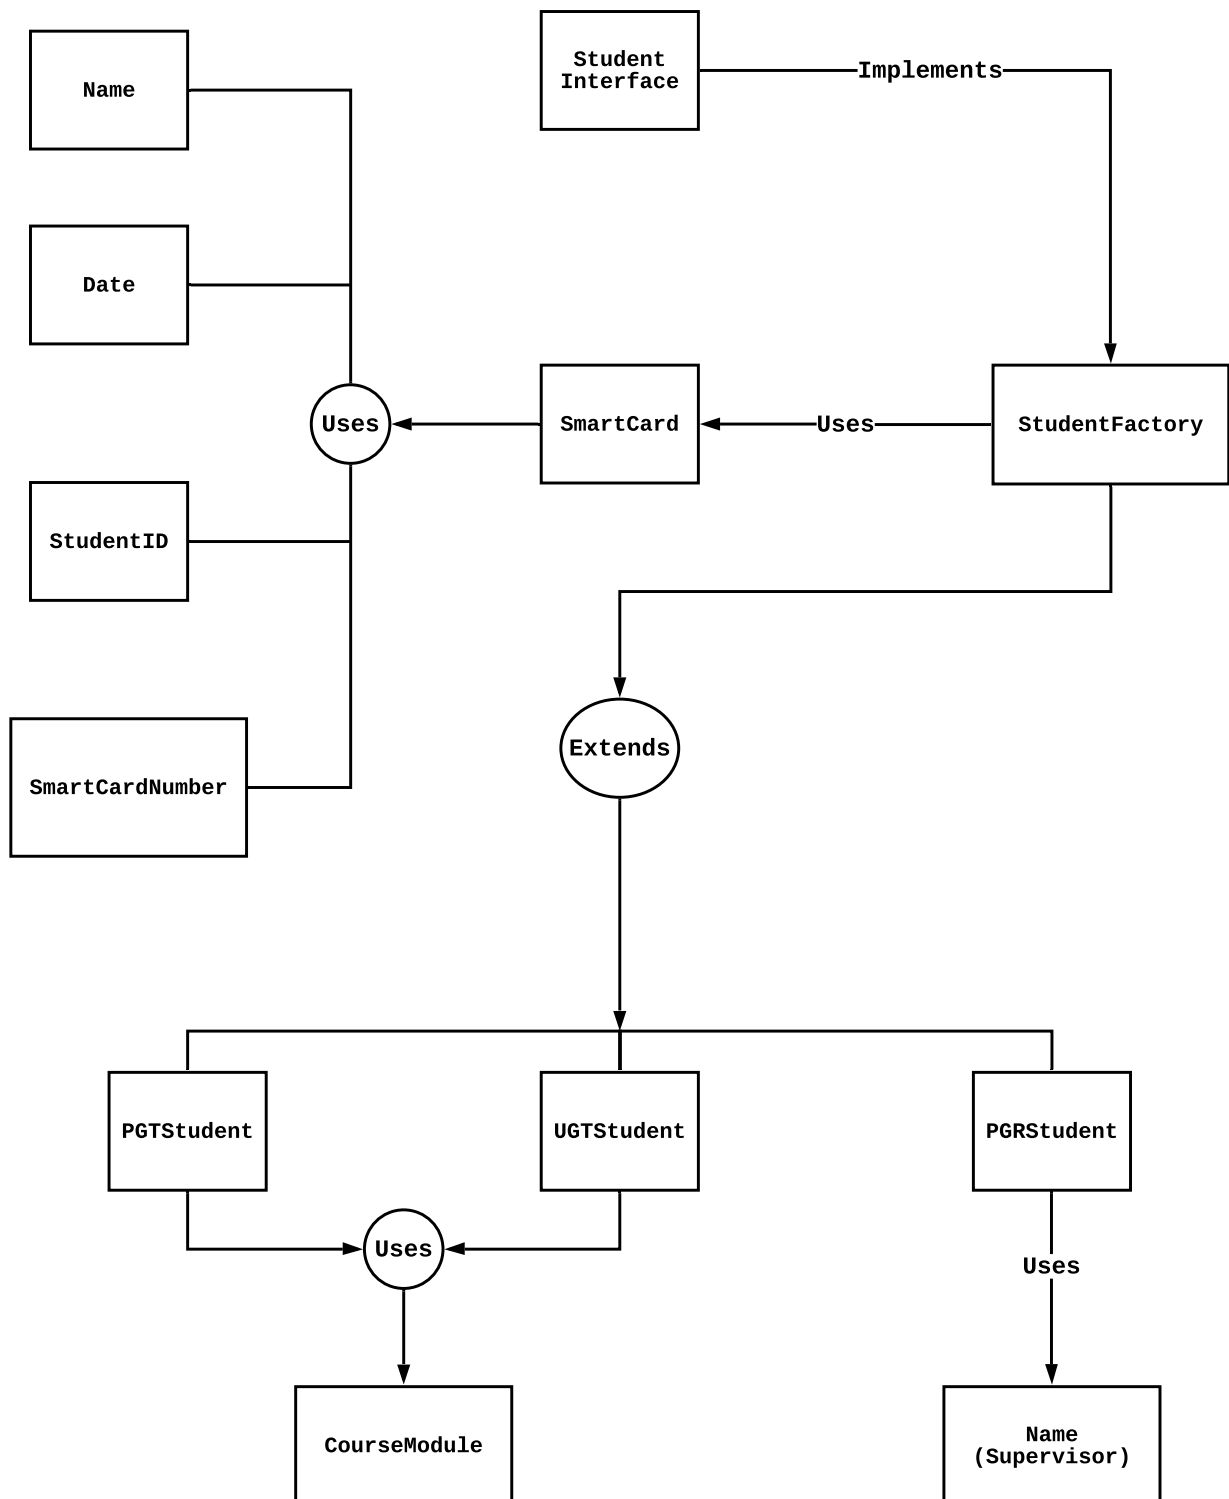 Name
Student
Interface
Implements
Date
Uses
SmartCard
Uses
StudentFactory
StudentID
Extends
SmartCardNumber
PGTStudent
UGTStudent
PGRStudent
Uses
Uses
CourseModule
Name
(Supervisor)